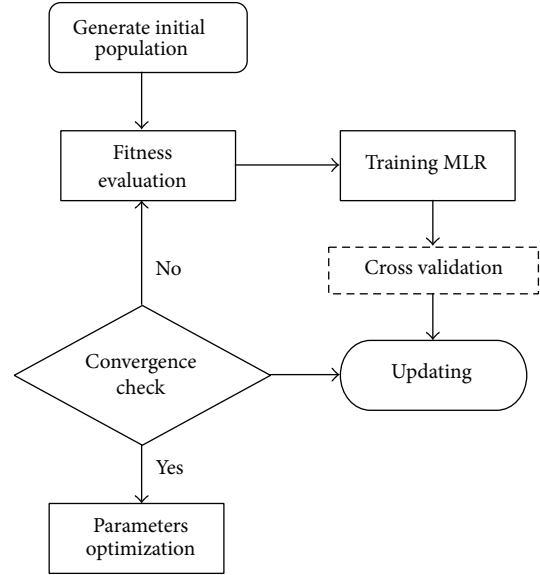 Generate initial
population
Fitness
evaluation
Training MLR
Cross validation
No
Convergence
check
Updating
Yes
Parameters
optimization